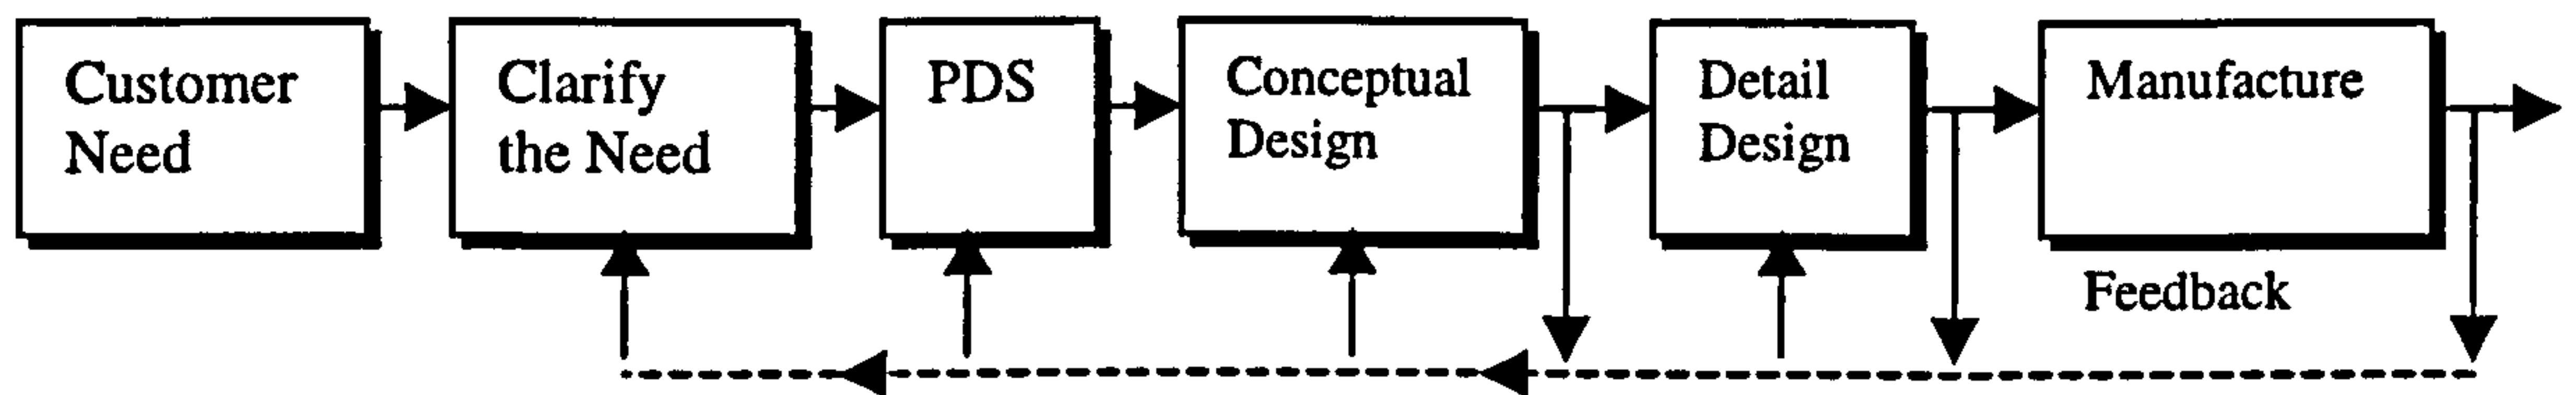 Customer
Need
Clarify
the Need
PDS
Conceptual
Design
Detail
Design
Manufacture
Feedback